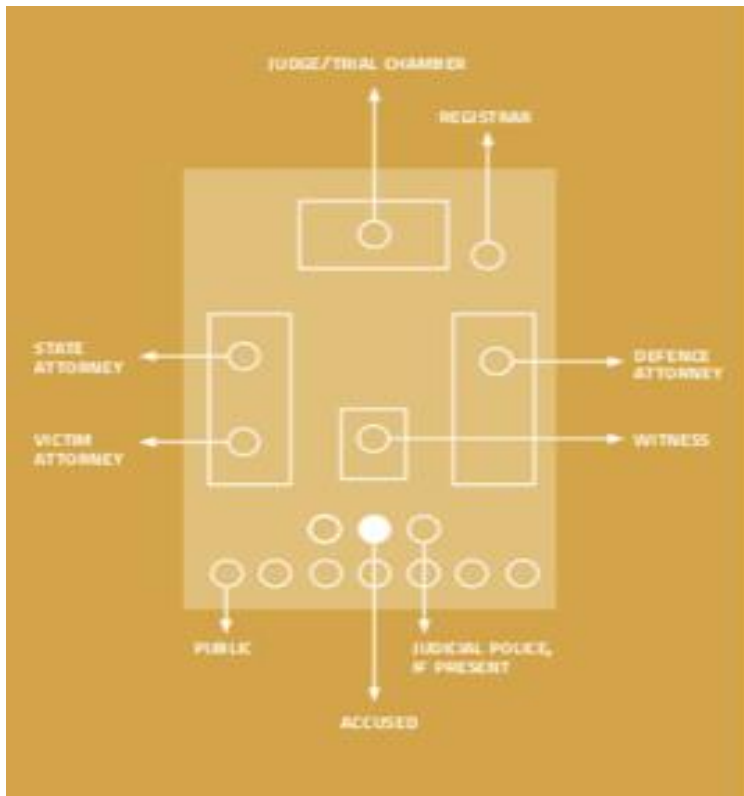 JUDGE/TRIAL CHAMBER
REGISTRAR
STATE
ATTORNEY
DEFENCE
ATTORNEY
VICTIM
ATTORNEY
WITNESS
PUBLIC
JUDICIAL POLICE,
IF PRESENT
ACCUSED